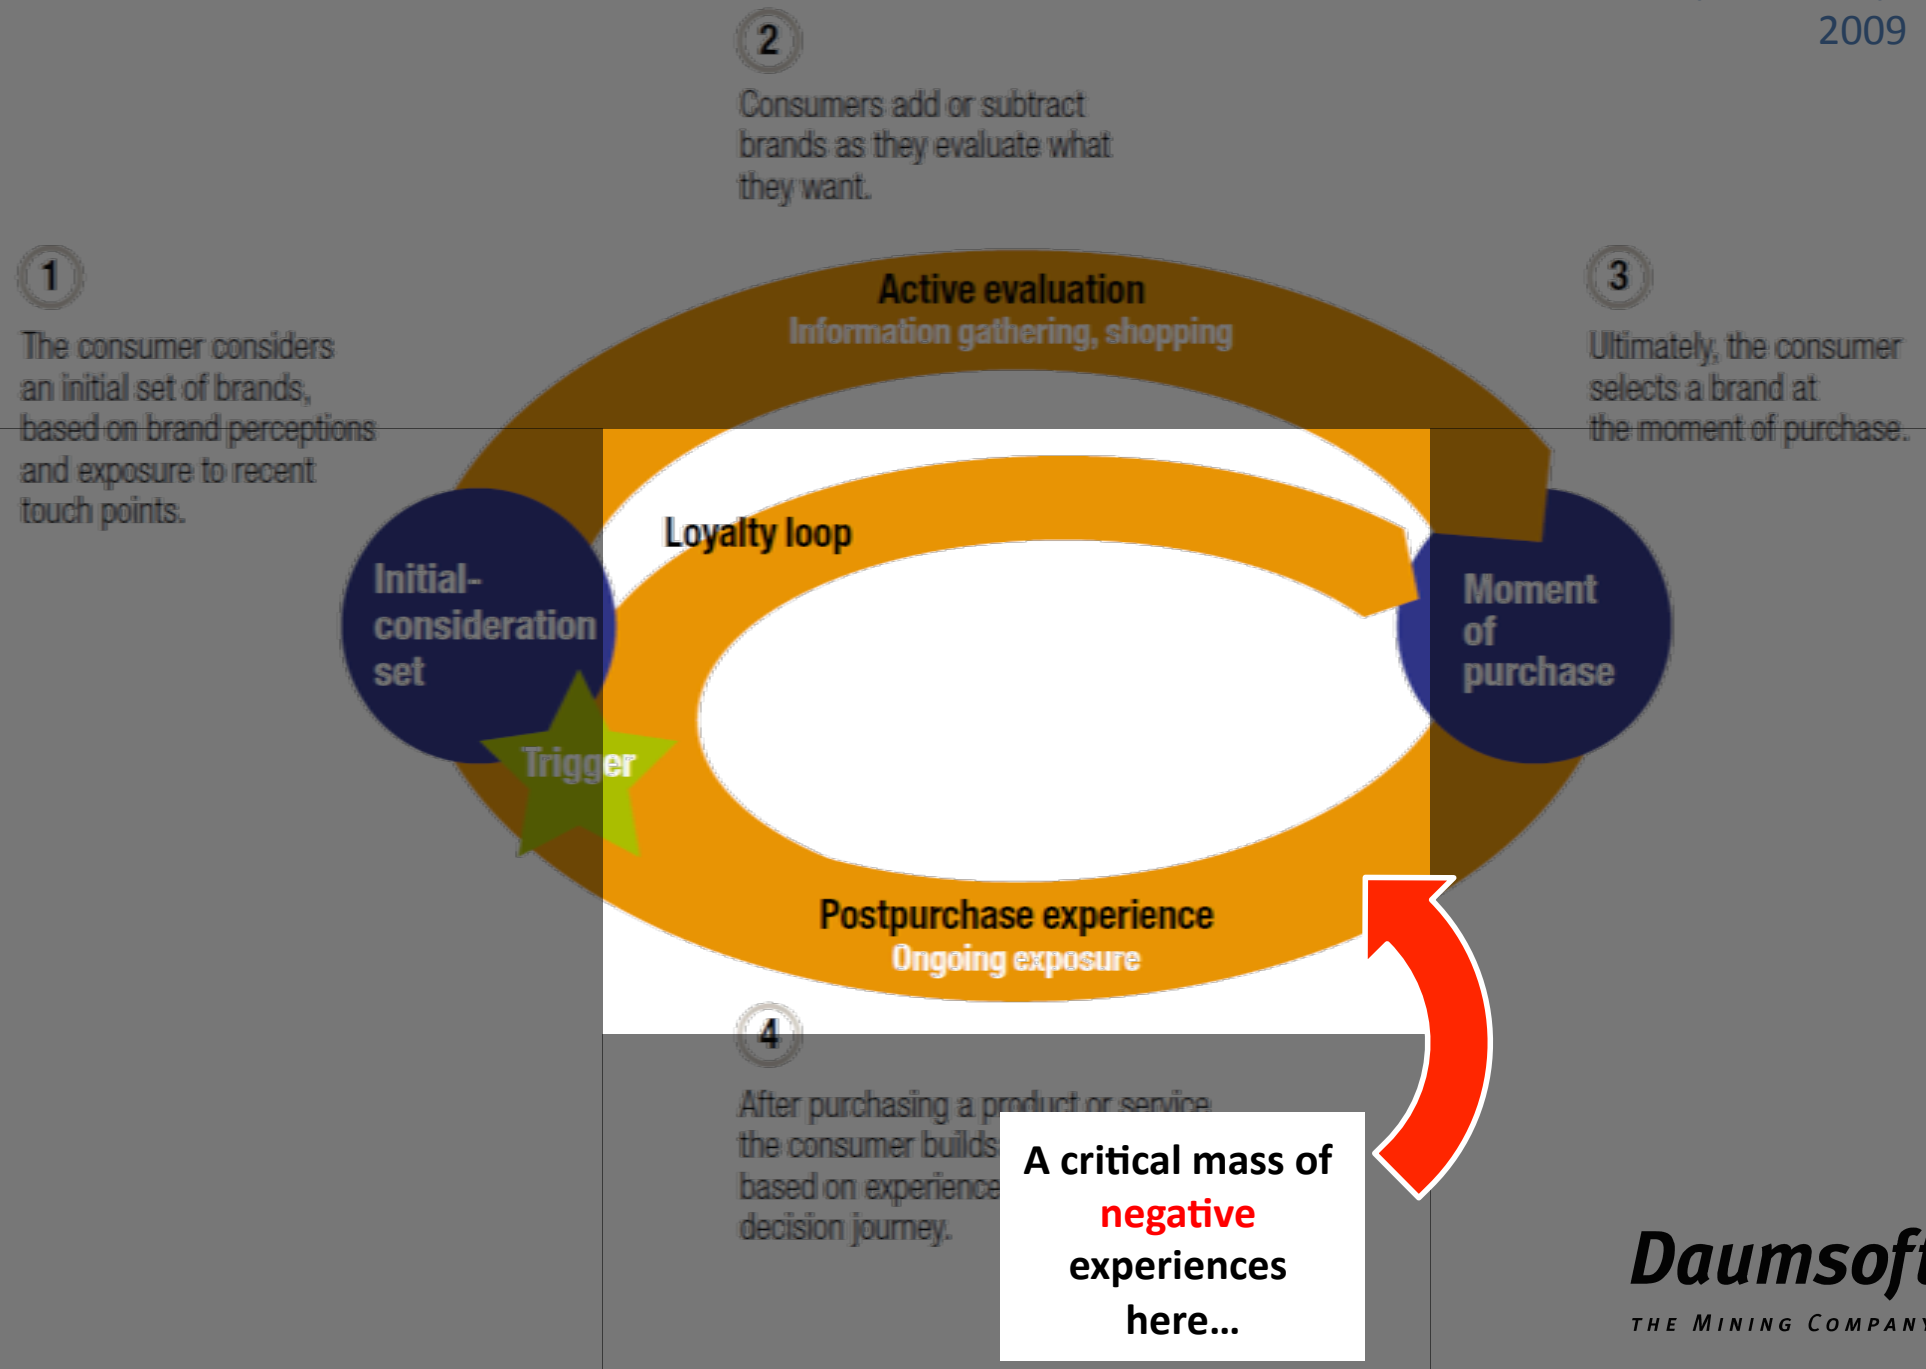 2009
2
Consumers add or subtract
brands as they evaluate what
they want.
1
The consumer considers
an initial set of brands,
based on brand perceptions
and exposure to recent
touch points.
Active evaluation
Information gathering, shopping
3
Ultimately, the consumer
selects a brand at
the moment of purchase.
Loyalty loop
Initial-
consideration
set
Moment
of
purchase
Trigger
Postpurchase experience
Ongoing exposure
4
After purchasing a product or service
the consumer builds
based on experience
decision journey.
A critical mass of
negative
experiences
here...
Daumsoft
THE MINING COMPANY